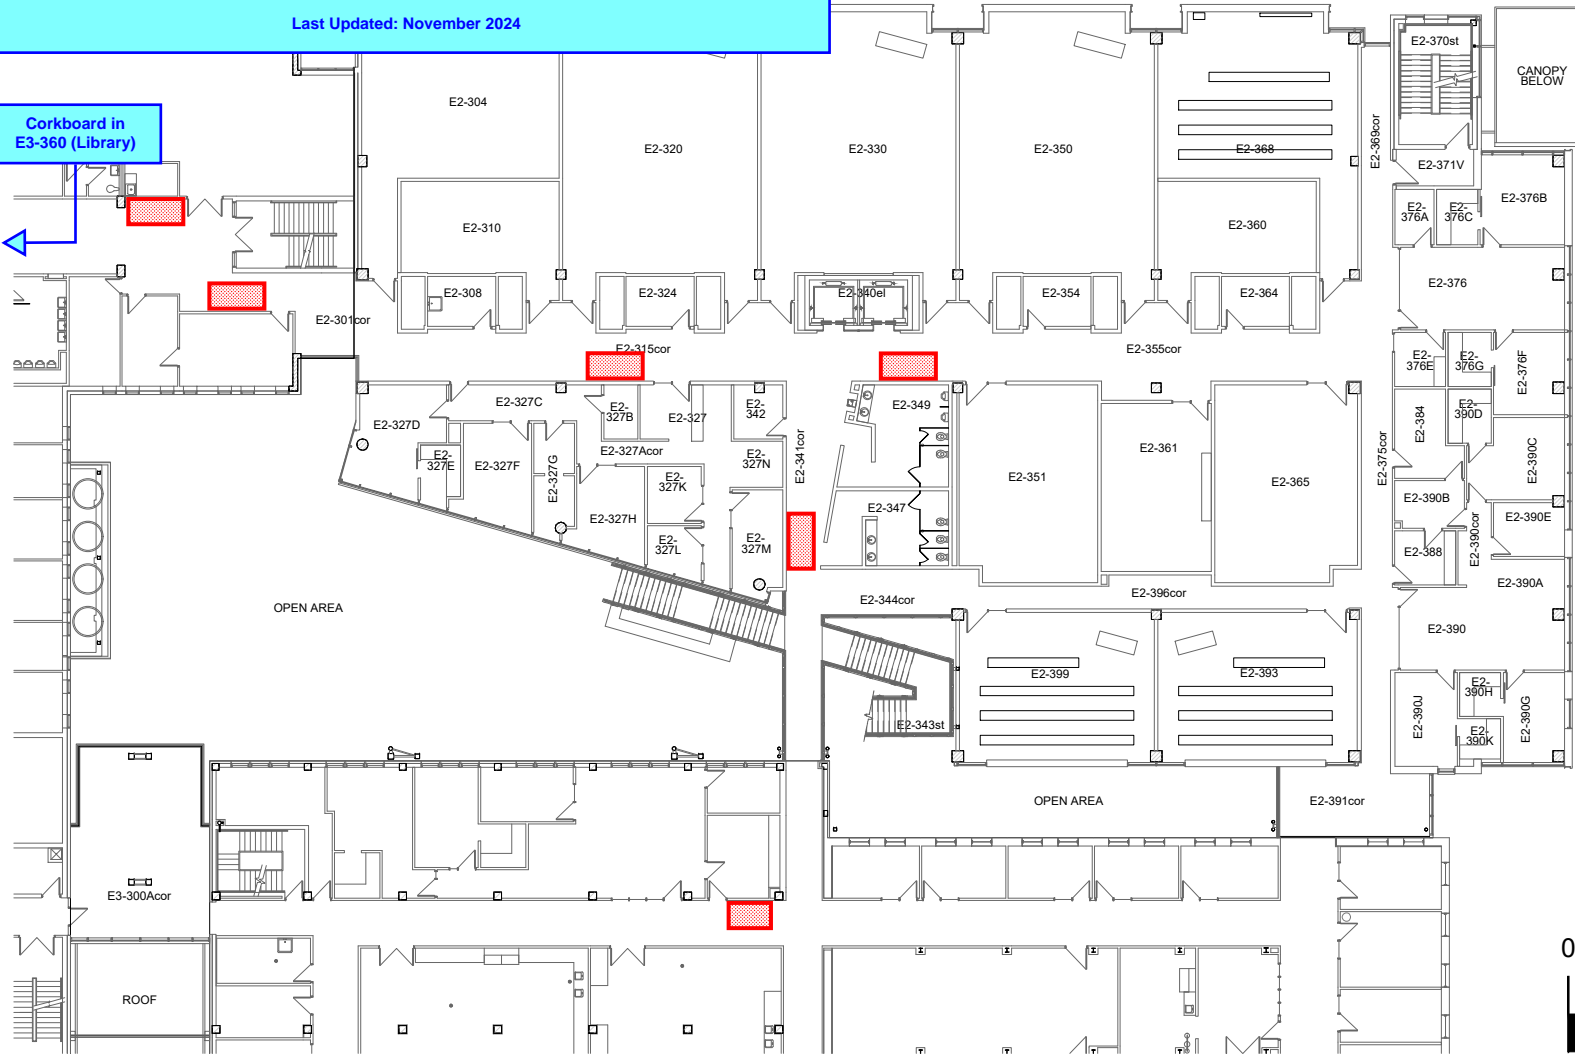 Last Updated: November 2024
Corkboard in
E3-360 (Library)
E2-370st
CANOPY
BELOW
E2-304
E2-320
E2-330
E2-350
E2-368
E2-369cor
E2-371V
E2-310
E2-360
E2-
376A
E2-
376C
E2-376B
E2-308
E2-324
E2-340el
E2-354
E2-364
E2-376
E2-301cor
E2-315cor
E2-355cor
E2-
376E
E2-
376G
E2-376F
E2-327C
E2-
327B
E2-327
E2-
342
E2-349
E2-327D
E2-384
E2-
390D
E2-327Acor
E2-341cor
E2-361
E2-375cor
E2-390C
E2-
327E
E2-327F
E2-327G
E2-327N
E2-351
E2-365
E2-
327K
E2-390B
E2-327H
E2-347
E2-390E
E2-390cor
E2-
327L
E2-
327M
E2-388
E2-390A
OPEN AREA
E2-344cor
E2-396cor
E2-390
E2-399
E2-393
E2-
390H
E2-390J
E2-390G
E2-343st
E2-
390K
OPEN AREA
E2-391cor
E3-300Acor
ROOF
0